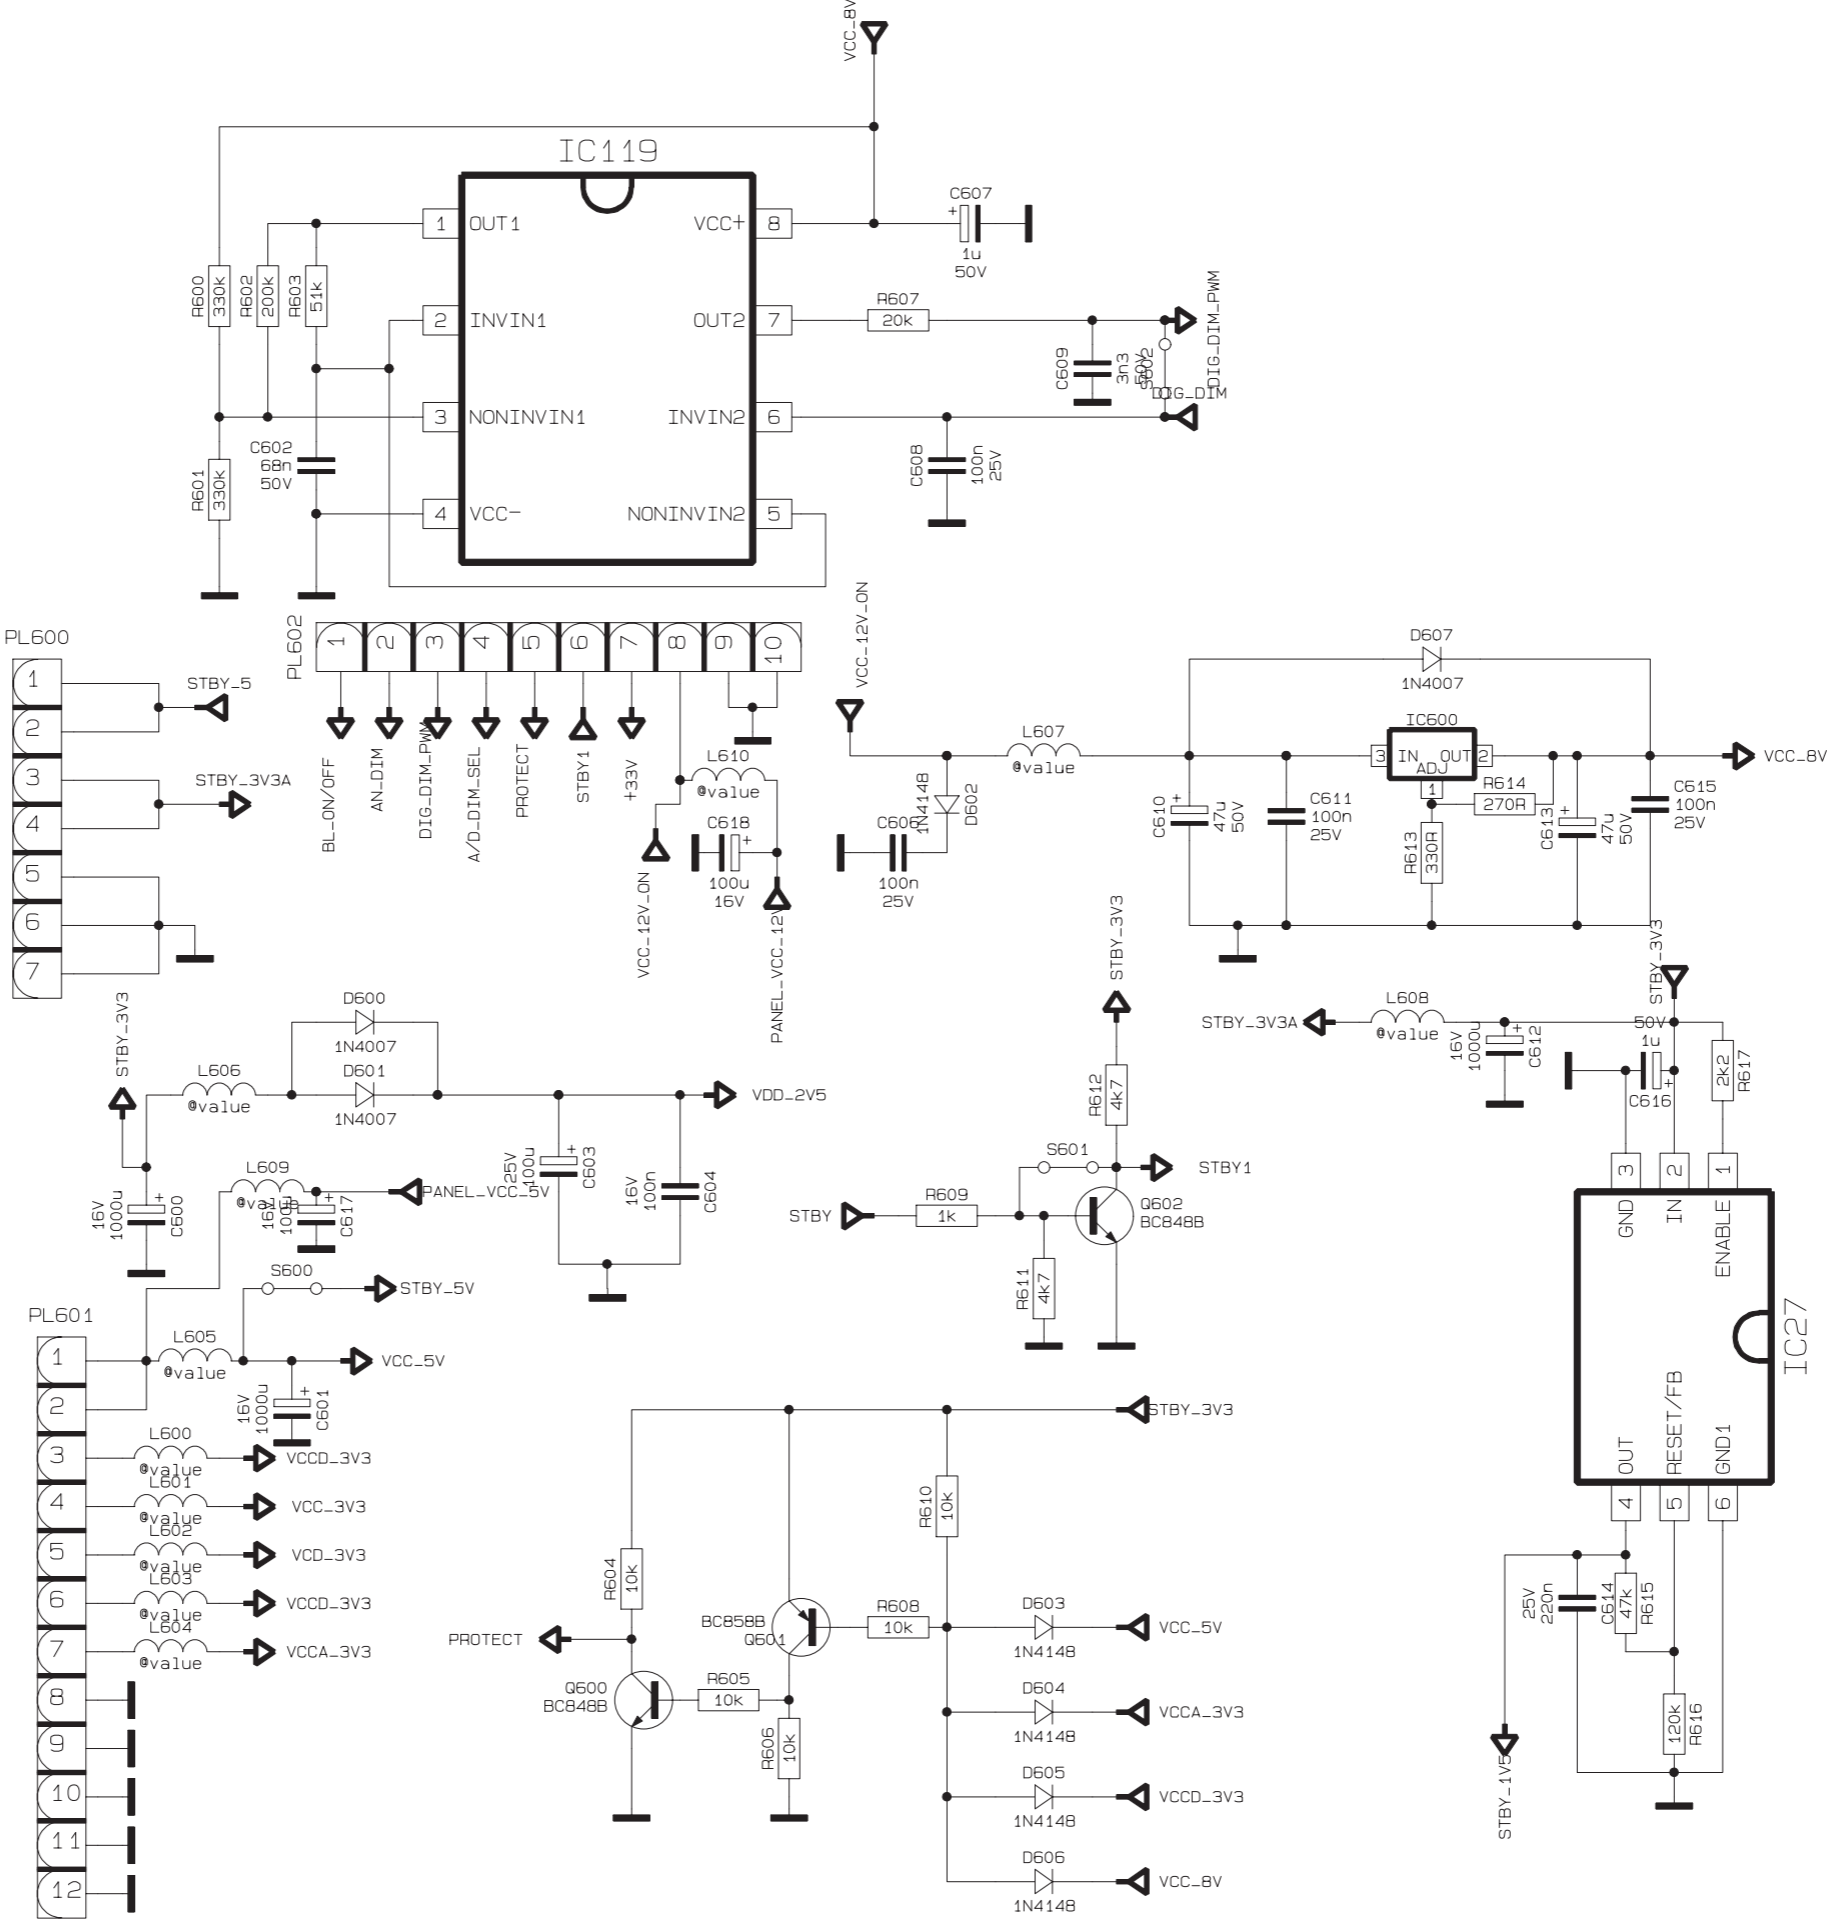 VCC_8V
IC119
1 OUT1
VCC+ 8
C607
1u
50V
R600
330k
R602
200k
R603
51k
2 INVIN1
OUT2 7
R607
20k
DIG_DIM_PWM
C609
3n3
50V
S602
DIG_DIM
3 NONINVIN1
INVIN2 6
C602
68n
50V
R601
330k
C608
100n
25V
4 VCC-
NONINVIN2 5
PL600
1
2
3
4
5
6
7
STBY_5
STBY_3V3A
PL602
1
2
3
4
5
6
7
8
9
10
BL_ON/OFF
AN_DIM
DIG_DIM_PWM
A/D_DIM_SEL
PROTECT
STBY1
+33V
VCC_12V_ON
L610
@value
C618
100u
16V
PANEL_VCC_12V
VCC_12V_ON
L607
@value
1N4148
D602
C606
100n
25V
D607
1N4007
IC600
3 IN OUT 2
ADJ
1
VCC_8V
C610
47u
50V
C611
100n
25V
R614
270R
R613
330R
C613
47u
50V
C615
100n
25V
STBY_3V3
L606
@value
D600
1N4007
D601
1N4007
VDD_2V5
16V
1000u
C600
25V
100u
C603
16V
100n
C604
L609
@value
16V
100u
C617
PANEL_VCC_5V
S600
STBY_5V
STBY_3V3
R612
4k7
S601
STBY1
STBY
R609
1k
Q602
BC848B
R611
4k7
STBY_3V3
STBY_3V3A
L608
@value
16V
1000u
C612
50V
1u
C616
2k2
R617
3
2
1
GND
IN
ENABLE
IC27
OUT
RESET/FB
GND1
4
5
6
25V
220n
C614
47k
R615
120k
R616
STBY_1V5
PL601
1
2
3
4
5
6
7
8
9
10
11
12
L605
@value
VCC_5V
16V
1000u
C601
L600
@value
VCCD_3V3
L601
@value
VCC_3V3
L602
@value
VCD_3V3
L603
@value
VCCD_3V3
L604
@value
VCCA_3V3
STBY_3V3
R610
10k
R604
10k
PROTECT
BC858B
Q601
R608
10k
Q600
BC848B
R605
10k
R606
10k
D603
1N4148
VCC_5V
D604
1N4148
VCCA_3V3
D605
1N4148
VCCD_3V3
D606
1N4148
VCC_8V